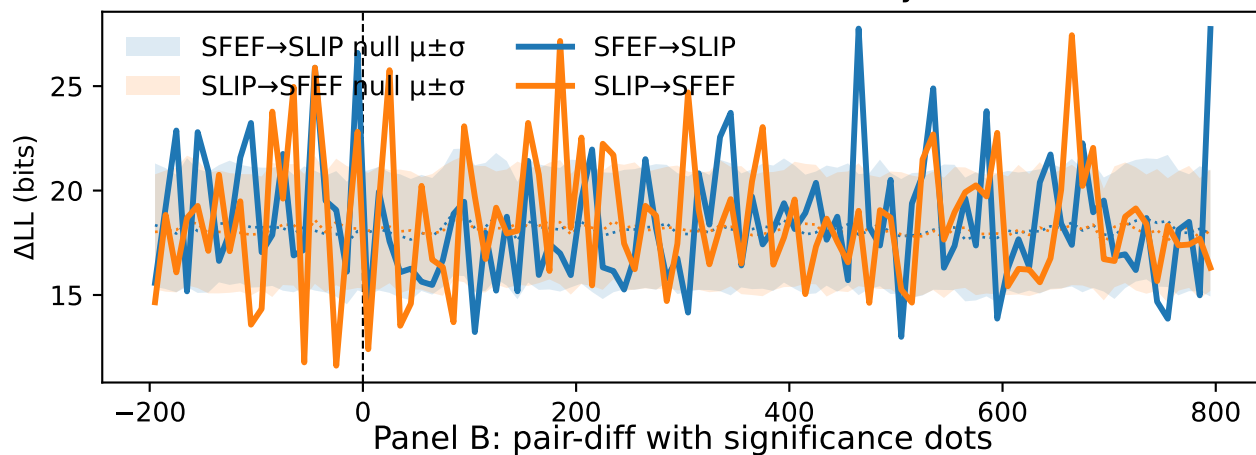 SFEF→SLIP null μ±σ
SLIP→SFEF null μ±σ
SFEF→SLIP
SLIP→SFEF
ΔLL (bits)
25
20
15
−200
0
200
400
600
800
Panel B: pair-diff with significance dots